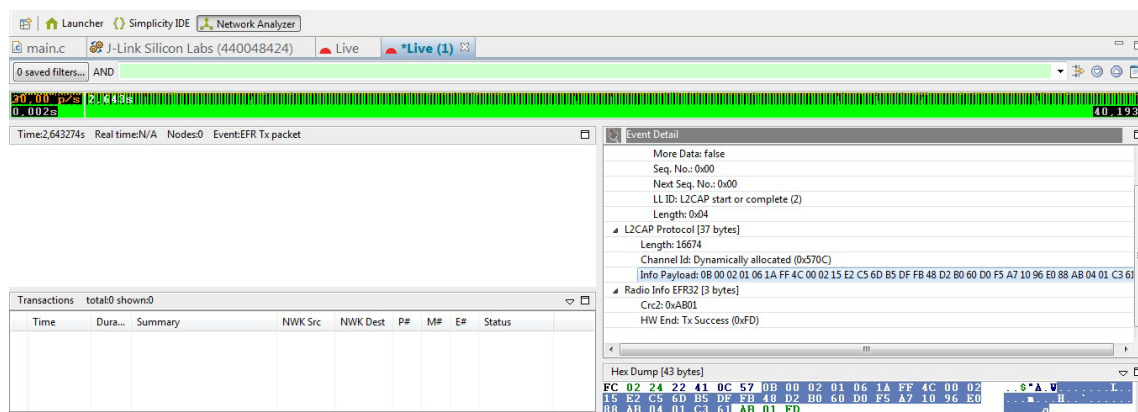 Launcher {} Simplicity IDE Network Analyzer
main.c J-Link Silicon Labs (440048424) Live *Live (1)
0 saved filters... AND
30,00 p/s 2.643s
0,002s 40,193
Time:2,643274s Real time:N/A Nodes:0 Event:EFR Tx packet
Event Detail
More Data: false
Seq. No.: 0x00
Next Seq. No.: 0x00
LL ID: L2CAP start or complete (2)
Length: 0x04
L2CAP Protocol [37 bytes]
Length: 16674
Channel Id: Dynamically allocated (0x570C)
Info Payload: 0B 00 02 01 06 1A FF 4C 00 02 15 E2 C5 6D B5 DF FB 48 D2 B0 60 D0 F5 A7 10 96 E0 88 AB 04 01 C3 61
Radio Info EFR32 [3 bytes]
Crc2: 0xAB01
HW End: Tx Success (0xFD)
Transactions total:0 shown:0
Time Dura... Summary NWK Src NWK Dest P# M# E# Status
Hex Dump [43 bytes]
FC 02 24 22 41 0C 57 0B 00 02 01 06 1A FF 4C 00 02 ..$"A.W.......L..
15 E2 C5 6D B5 DF FB 48 D2 B0 60 D0 F5 A7 10 96 E0 ...m...H..`......
88 AB 04 01 C3 61 AB 01 FD .....a...